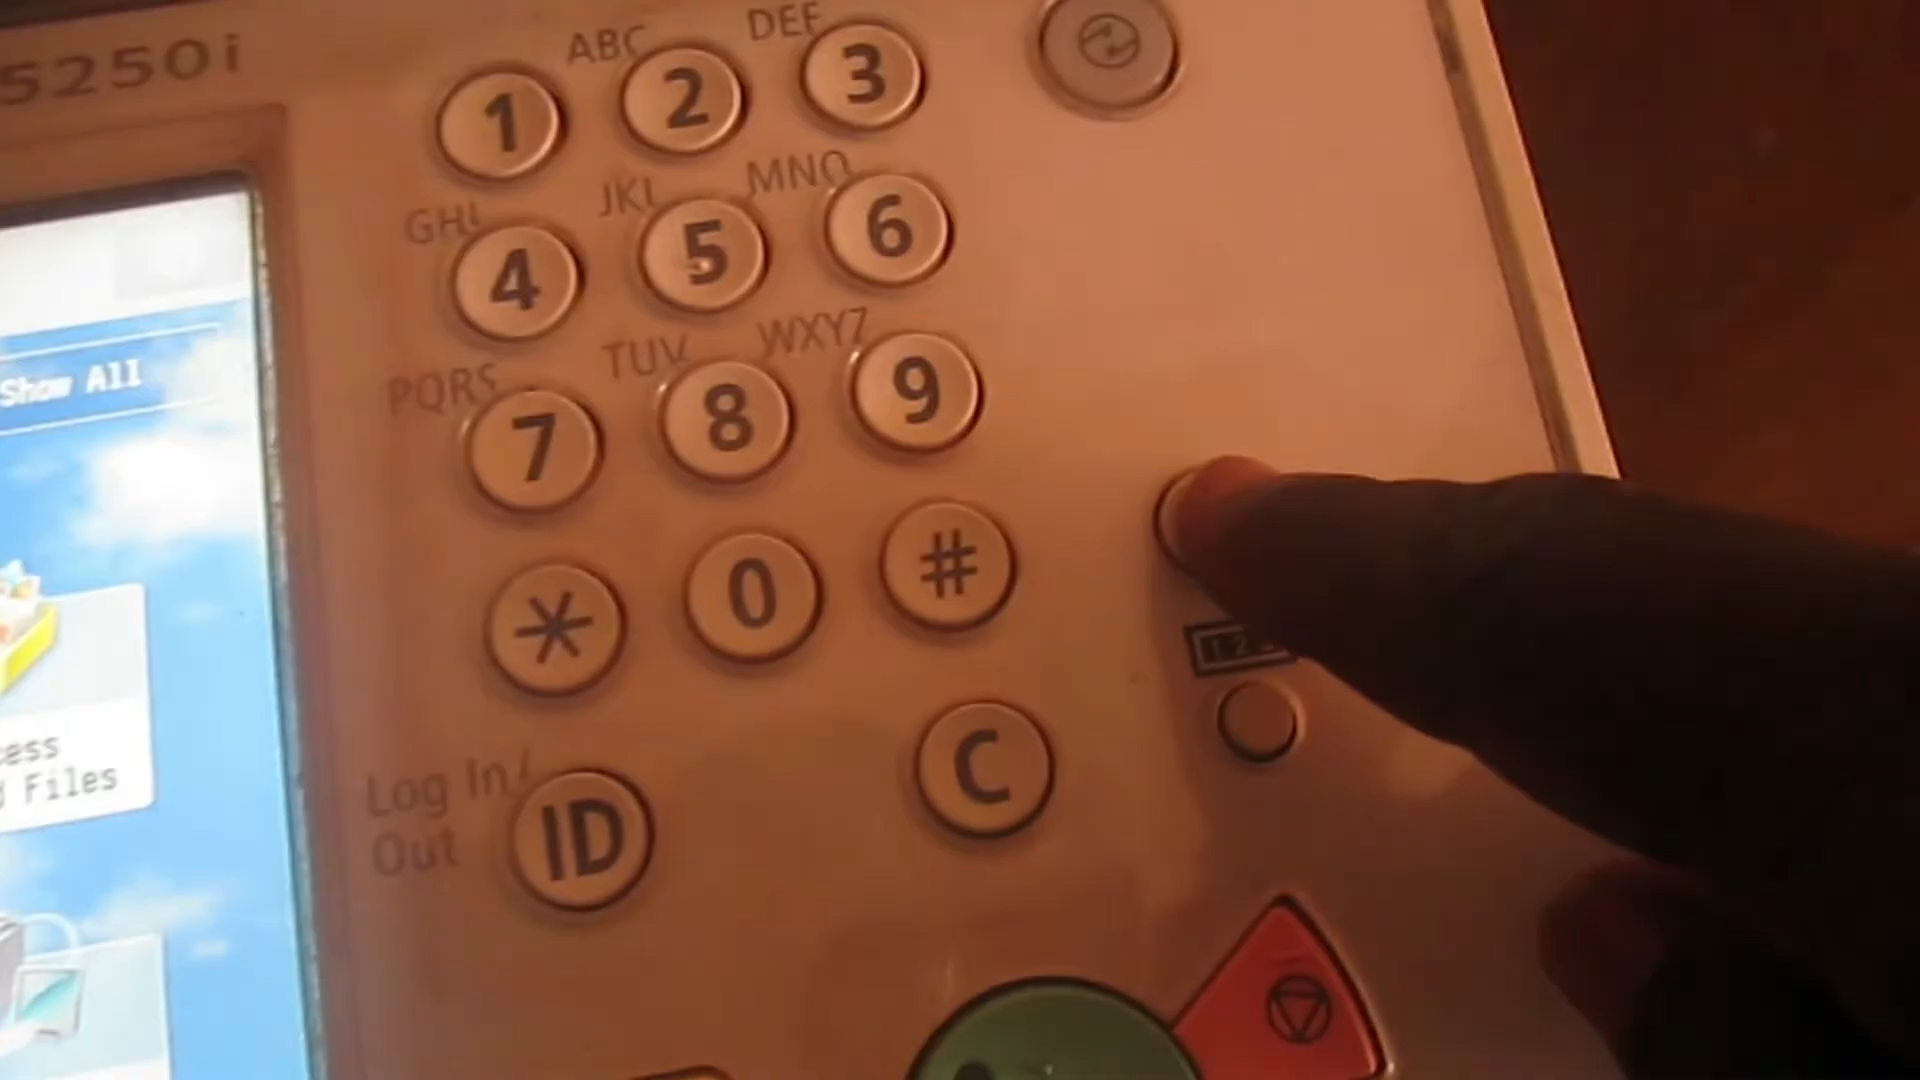 5250i
ABC DEF
1 2 3
GHI JKL MNO
4 5 6
PQRS TUV WXYZ
7 8 9
* 0 #
Log In/
Out
ID C
Show All
Files